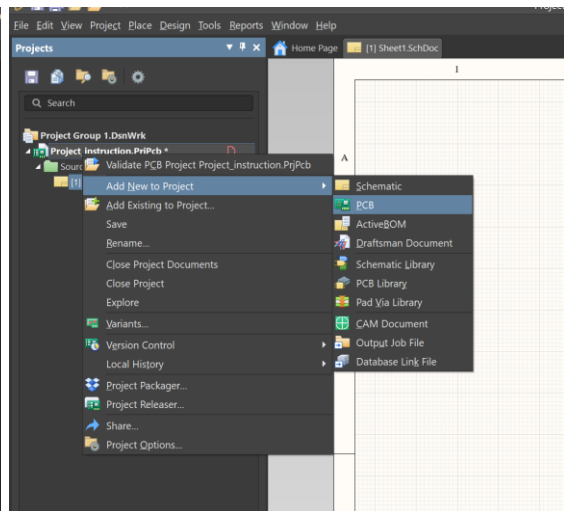 Project
File Edit View Project Place Design Tools Reports Window Help
Projects
Home Page
[1] Sheet1.SchDoc
Search
1
Project Group 1.DsnWrk
Project_instruction.PrjPcb *
A
Validate PCB Project Project_instruction.PrjPcb
[1]
Add New to Project
Schematic
Add Existing to Project...
PCB
Save
ActiveBOM
Rename...
Draftsman Document
Close Project Documents
Schematic Library
Close Project
PCB Library
Explore
Pad Via Library
Variants...
CAM Document
Version Control
Output Job File
Local History
Database Link File
Project Packager...
Project Releaser...
Share...
Project Options...